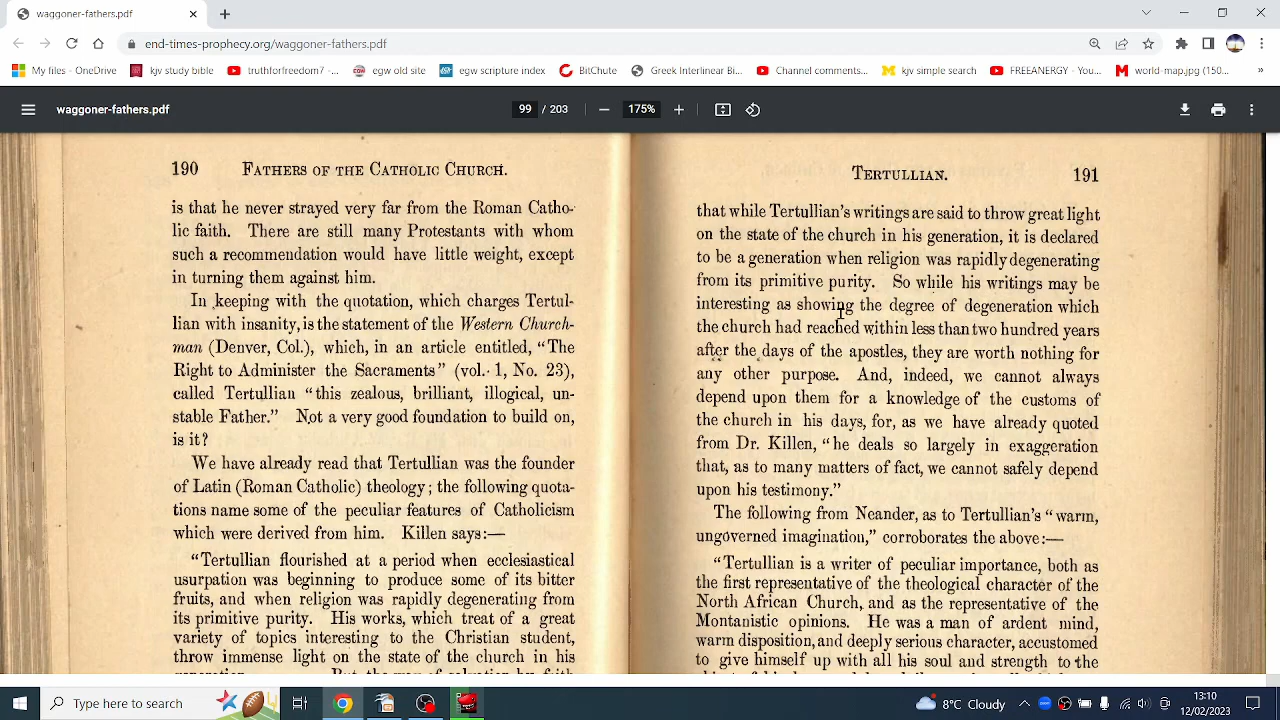 waggoner-fathers.pdf
end-times-prophecy.org/waggoner-fathers.pdf
My files - OneDrive
kjv study bible
truthforfreedom7 -...
egw old site
egw scripture index
BitChute
Greek Interlinear Bi...
Channel comments...
kjv simple search
FREEANERGY - You...
world-map.jpg (150...
»
waggoner-fathers.pdf
99 / 203
175%
190 FATHERS OF THE CATHOLIC CHURCH.
is that he never strayed very far from the Roman Catho-
lic faith. There are still many Protestants with whom
such a recommendation would have little weight, except
in turning them against him.
In keeping with the quotation, which charges Tertul-
lian with insanity, is the statement of the Western Church-
man (Denver, Col.), which, in an article entitled, "The
Right to Administer the Sacraments" (vol. 1, No. 23),
called Tertullian "this zealous, brilliant, illogical, un-
stable Father." Not a very good foundation to build on,
is it?
We have already read that Tertullian was the founder
of Latin (Roman Catholic) theology; the following quota-
tions name some of the peculiar features of Catholicism
which were derived from him. Killen says:—
"Tertullian flourished at a period when ecclesiastical
usurpation was beginning to produce some of its bitter
fruits, and when religion was rapidly degenerating from
its primitive purity. His works, which treat of a great
variety of topics interesting to the Christian student,
throw immense light on the state of the church in his
TERTULLIAN. 191
that while Tertullian's writings are said to throw great light
on the state of the church in his generation, it is declared
to be a generation when religion was rapidly degenerating
from its primitive purity. So while his writings may be
interesting as showing the degree of degeneration which
the church had reached within less than two hundred years
after the days of the apostles, they are worth nothing for
any other purpose. And, indeed, we cannot always
depend upon them for a knowledge of the customs of
the church in his days, for, as we have already quoted
from Dr. Killen, "he deals so largely in exaggeration
that, as to many matters of fact, we cannot safely depend
upon his testimony."
The following from Neander, as to Tertullian's "warm,
ungoverned imagination," corroborates the above:—
"Tertullian is a writer of peculiar importance, both as
the first representative of the theological character of the
North African Church, and as the representative of the
Montanistic opinions. He was a man of ardent mind,
warm disposition, and deeply serious character, accustomed
to give himself up with all his soul and strength to the
Type here to search
8°C Cloudy
13:10
12/02/2023